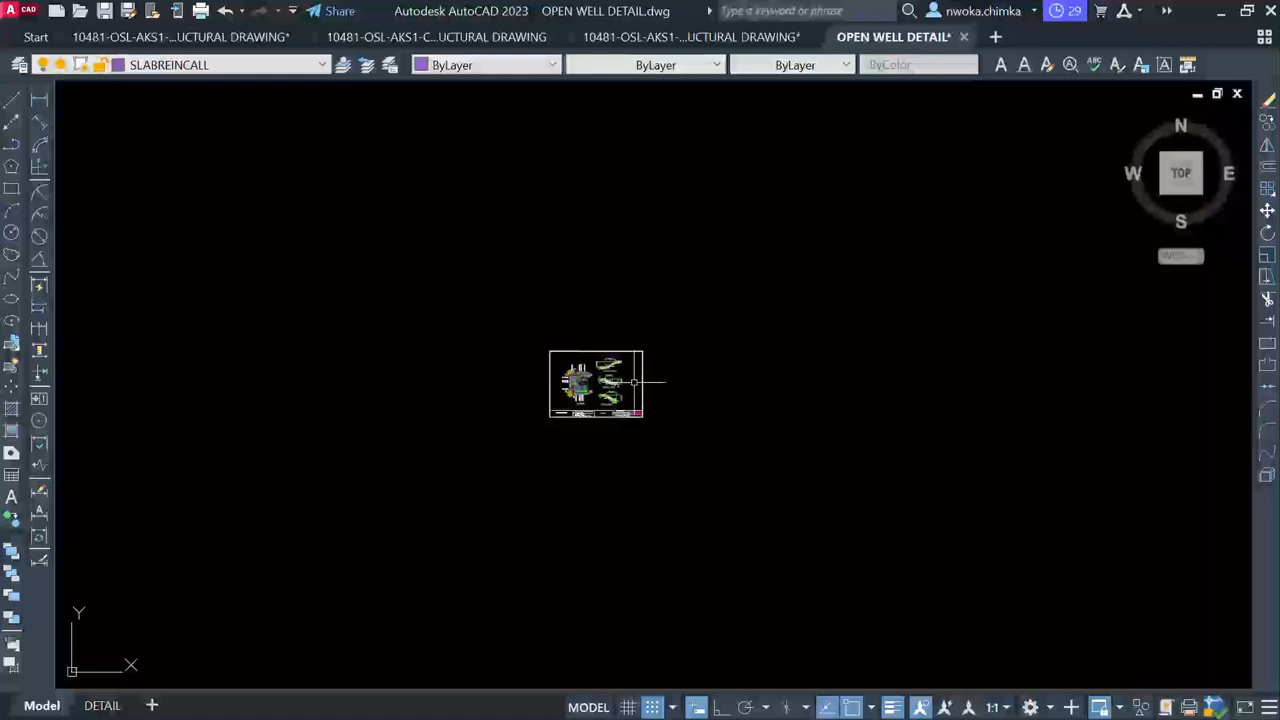 CAD
Share
Autodesk AutoCAD 2023 OPEN WELL DETAIL.dwg
Type a keyword or phrase
nwoka.chimka
29
Start
10481-OSL-AKS1-...UCTURAL DRAWING*
10481-OSL-AKS1-C...UCTURAL DRAWING
10481-OSL-AKS1-...UCTURAL DRAWING*
OPEN WELL DETAIL*
SLABREINCALL
ByLayer
ByLayer
ByLayer
ByColor
N
W
TOP
E
S
Y
X
Model
DETAIL
MODEL
1:1